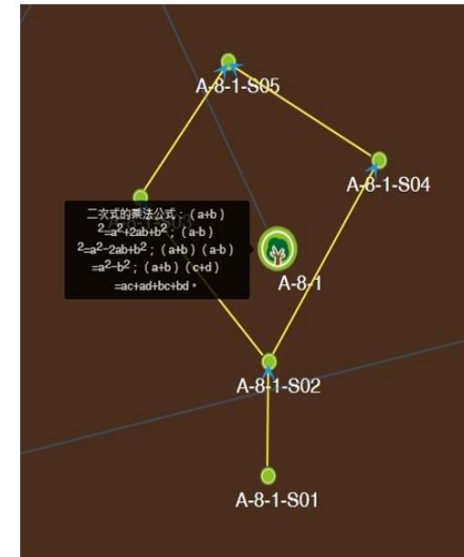 A-8-1-S05
A-8-1-S04
二次式的乘法公式：(a+b)
²=a²+2ab+b²；(a-b)
²=a²-2ab+b²；(a+b)(a-b)
=a²-b²；(a+b)(c+d)
=ac+ad+bc+bd。
A-8-1
A-8-1-S02
A-8-1-S01